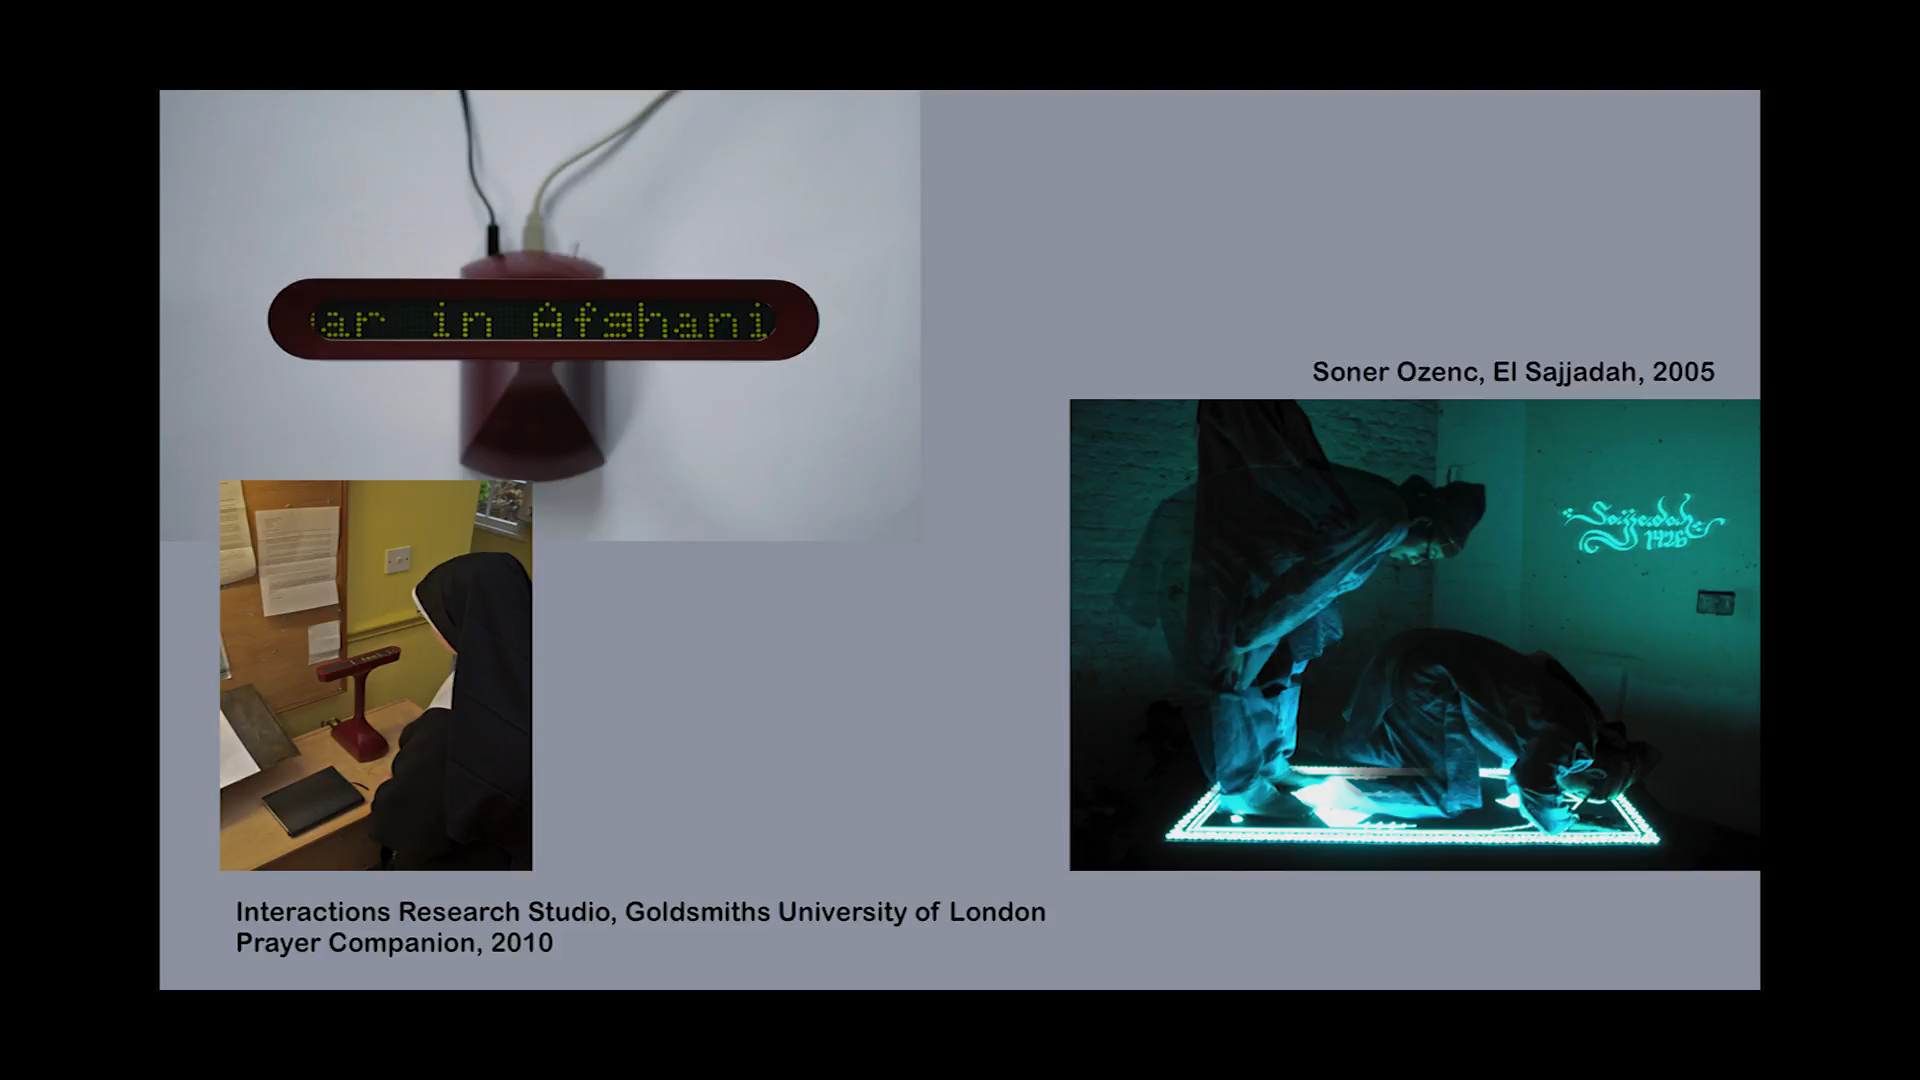 ar in Afghani
Soner Ozenc, El Sajjadah, 2005
Sajjadah
1426
Interactions Research Studio, Goldsmiths University of London
Prayer Companion, 2010